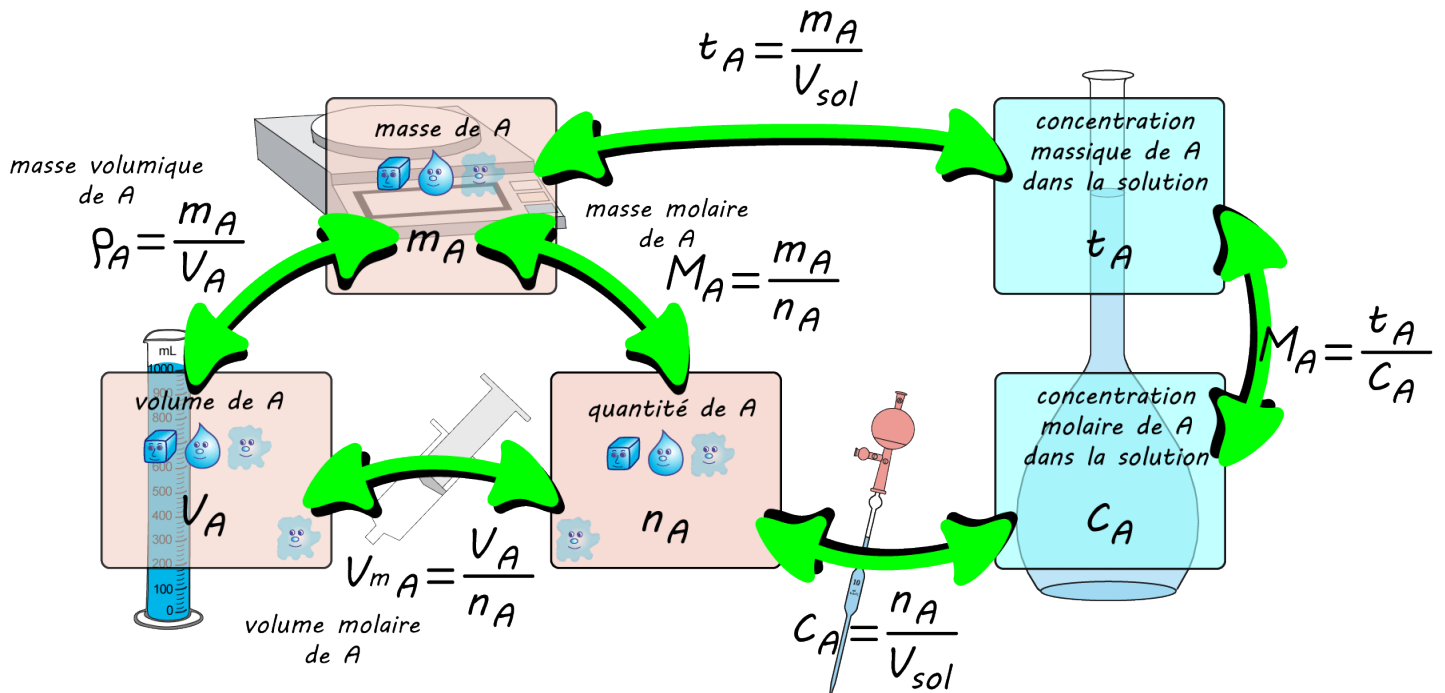 t_A = m_A / V_sol
masse de A
m_A
concentration
massique de A
dans la solution
t_A
masse volumique
de A
ρ_A = m_A / V_A
masse molaire
de A
M_A = m_A / n_A
mL
1000
900
800
700
600
500
400
300
200
100
0
volume de A
V_A
quantité de A
n_A
concentration
molaire de A
dans la solution
C_A
M_A = t_A / C_A
V_m A = V_A / n_A
volume molaire
de A
10
C_A = n_A / V_sol